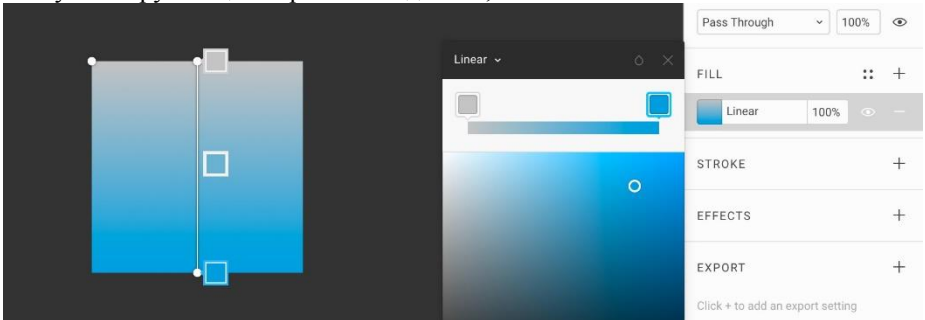 Pass Through 100%
Linear
FILL
Linear 100%
STROKE
EFFECTS
EXPORT
Click + to add an export setting